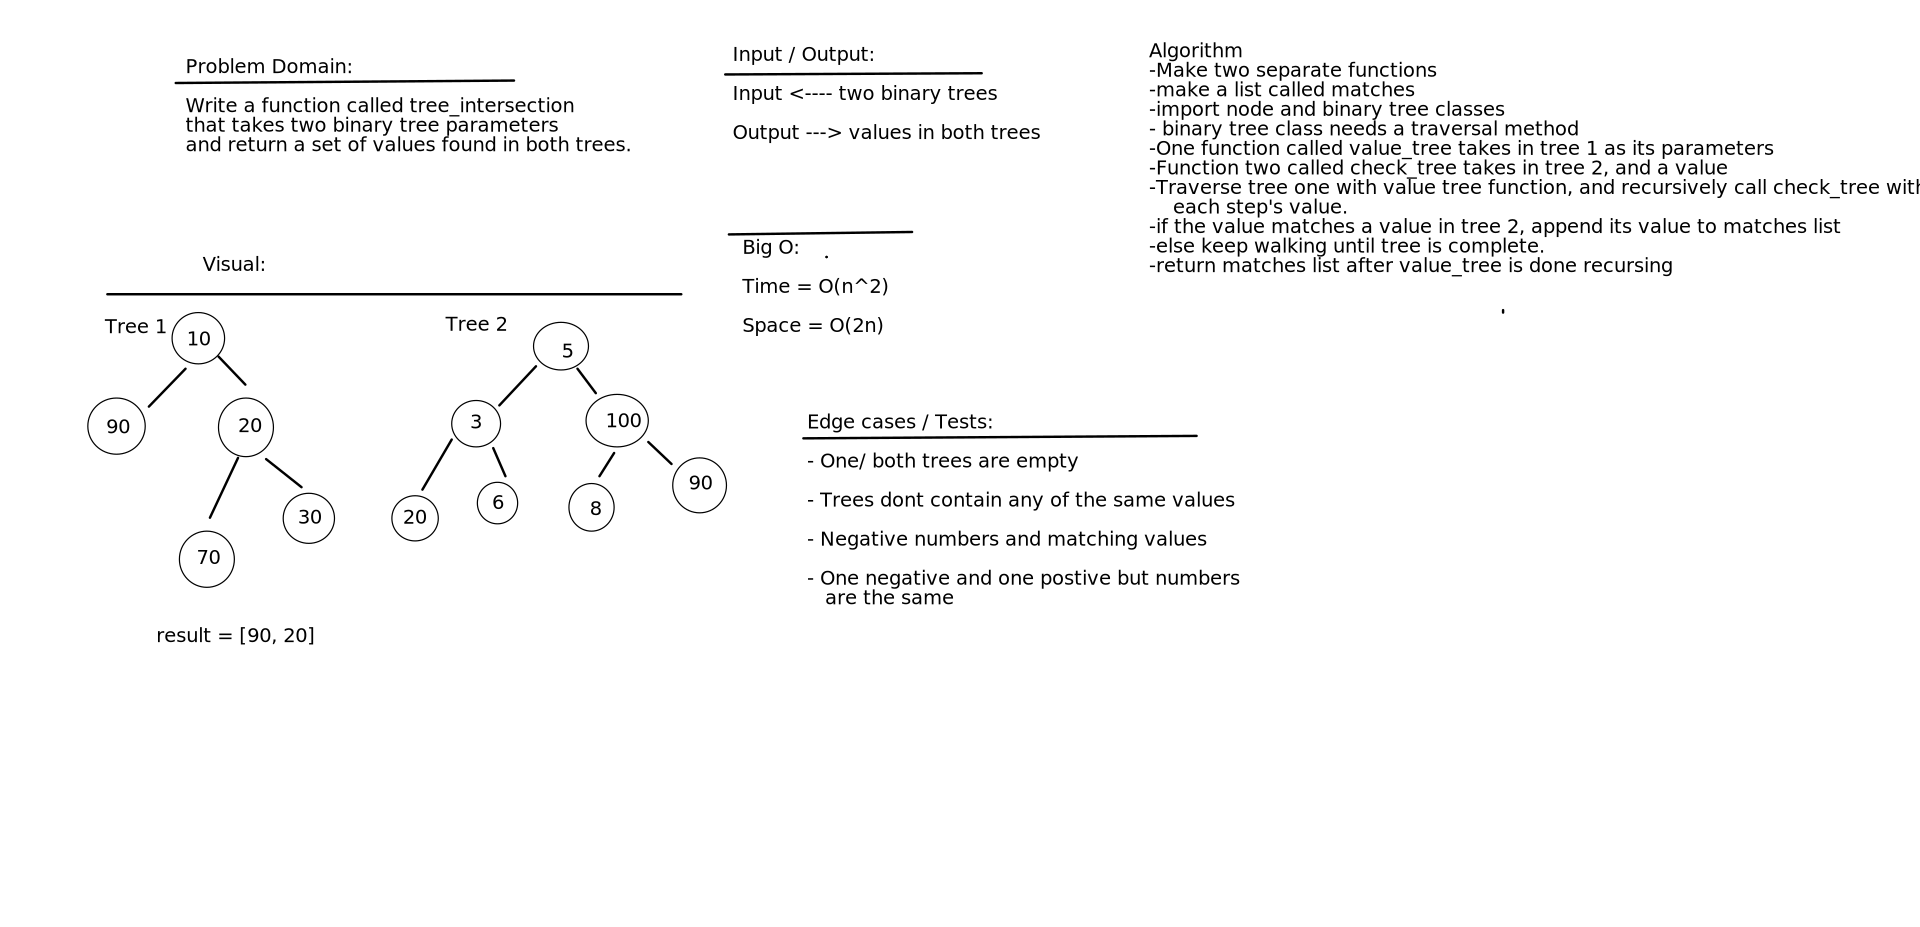 Problem Domain:
Write a function called tree_intersection
that takes two binary tree parameters
and return a set of values found in both trees.
Input / Output:
Input <---- two binary trees
Output ---> values in both trees
Algorithm
-Make two separate functions
-make a list called matches
-import node and binary tree classes
- binary tree class needs a traversal method
-One function called value_tree takes in tree 1 as its parameters
-Function two called check_tree takes in tree 2, and a value
-Traverse tree one with value tree function, and recursively call check_tree with
each step's value.
-if the value matches a value in tree 2, append its value to matches list
-else keep walking until tree is complete.
-return matches list after value_tree is done recursing
Big O:
Time = O(n^2)
Space = O(2n)
Visual:
Tree 1
10
90
20
70
30
Tree 2
5
3
100
20
6
8
90
result = [90, 20]
Edge cases / Tests:
- One/ both trees are empty
- Trees dont contain any of the same values
- Negative numbers and matching values
- One negative and one postive but numbers
are the same